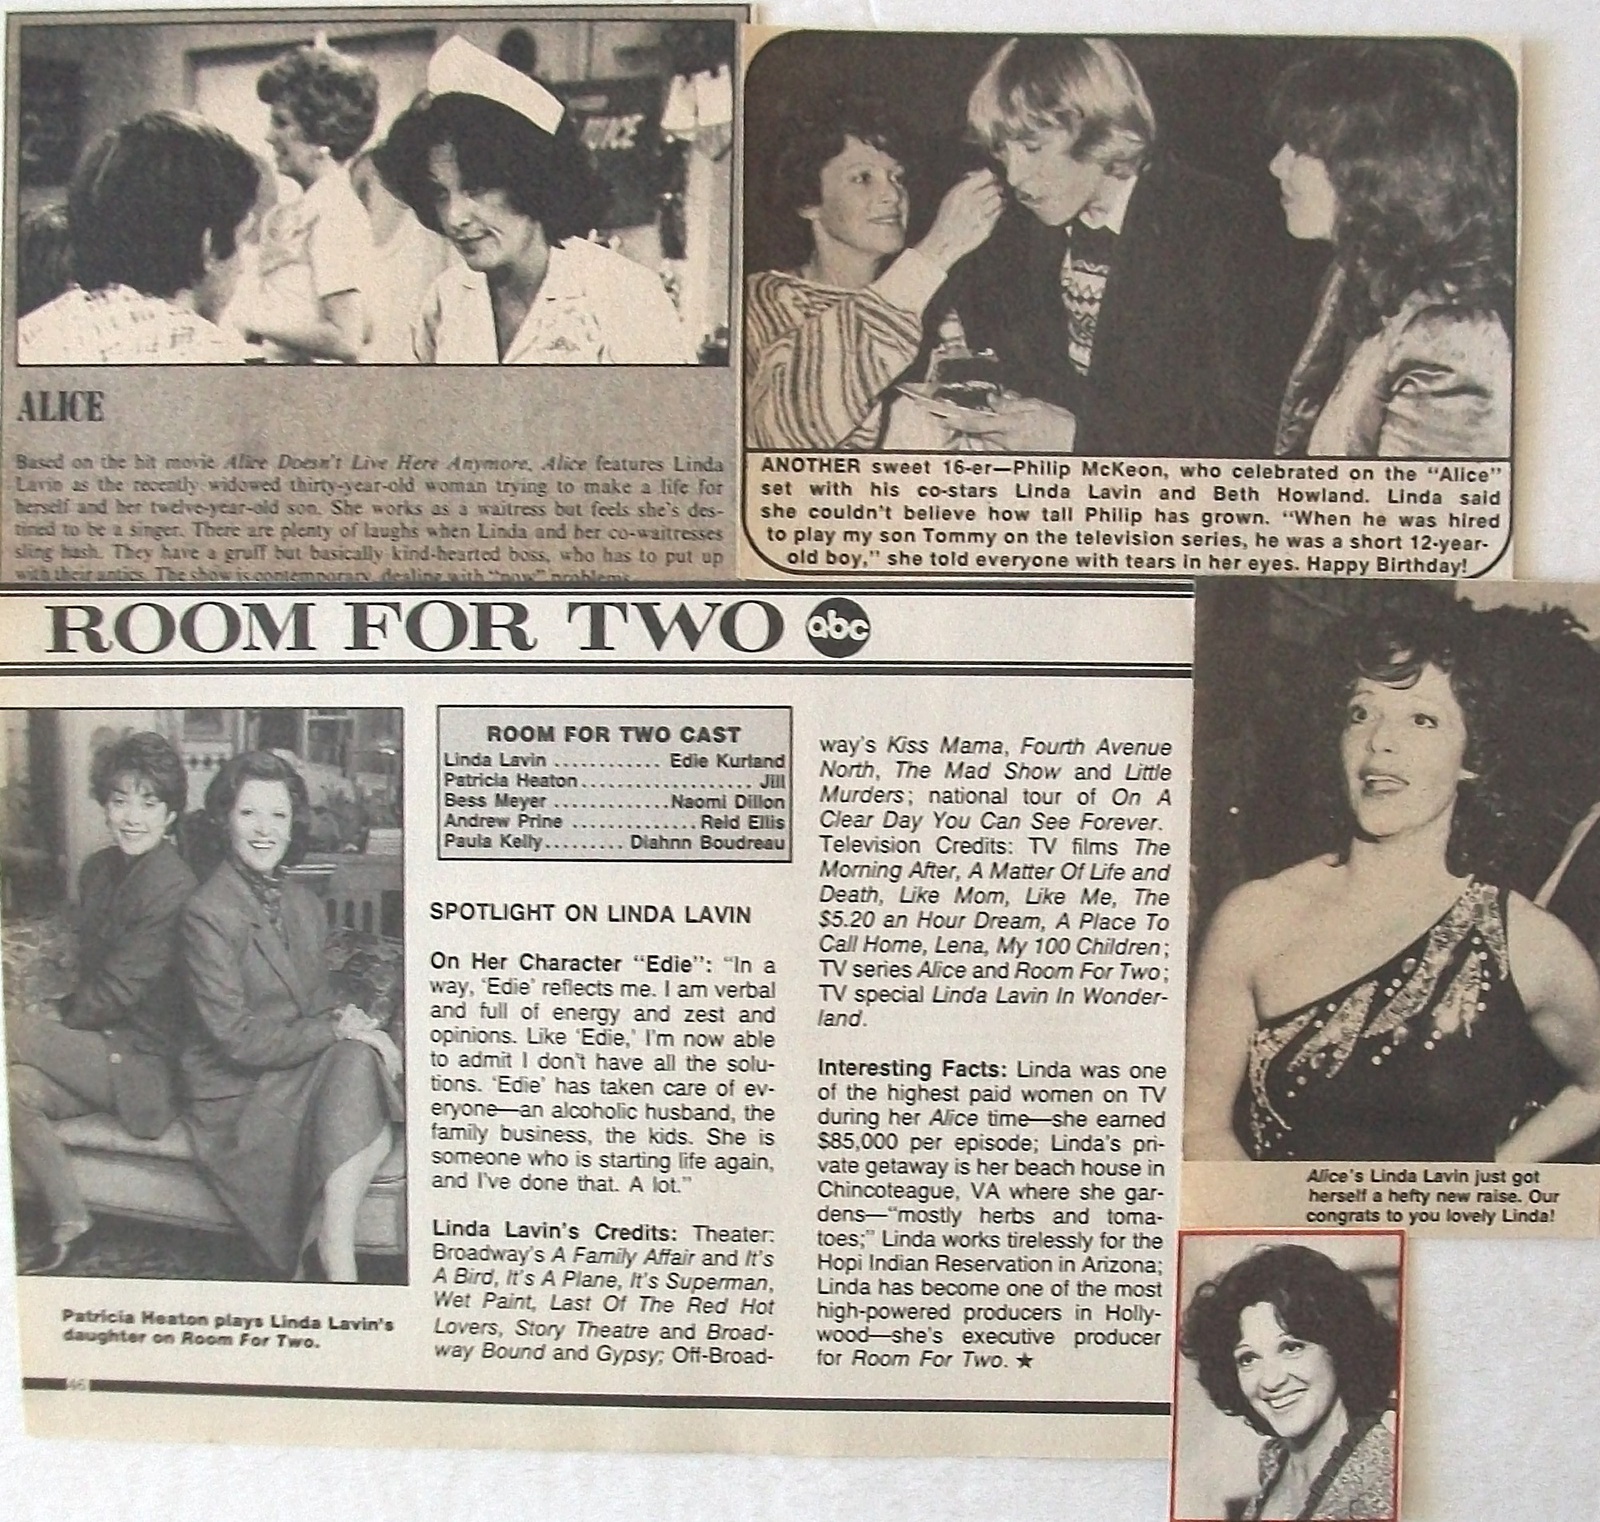 ALICE
Based on the hit movie Alice Doesn't Live Here Anymore, Alice features Linda
Lavin as the recently widowed thirty-year-old woman trying to make a life for
herself and her twelve-year-old son. She works as a waitress but feels she's des-
tined to be a singer. There are plenty of laughs when Linda and her co-waitresses
sling hash. They have a gruff but basically kind-hearted boss, who has to put up
with their antics. The show is contemporary, dealing with "now" problems
ANOTHER sweet 16-er—Philip McKeon, who celebrated on the "Alice"
set with his co-stars Linda Lavin and Beth Howland. Linda said
she couldn't believe how tall Philip has grown. "When he was hired
to play my son Tommy on the television series, he was a short 12-year-
old boy," she told everyone with tears in her eyes. Happy Birthday!
ROOM FOR TWO abc
Patricia Heaton plays Linda Lavin's
daughter on Room For Two.
46
ROOM FOR TWO CAST
Linda Lavin ............ Edie Kurland
Patricia Heaton................... Jill
Bess Meyer .............Naomi Dillon
Andrew Prine ..............Reid Ellis
Paula Kelly......... Diahnn Boudreau
SPOTLIGHT ON LINDA LAVIN
On Her Character "Edie": "In a
way, 'Edie' reflects me. I am verbal
and full of energy and zest and
opinions. Like 'Edie,' I'm now able
to admit I don't have all the solu-
tions. 'Edie' has taken care of ev-
eryone—an alcoholic husband, the
family business, the kids. She is
someone who is starting life again,
and I've done that. A lot."
Linda Lavin's Credits: Theater:
Broadway's A Family Affair and It's
A Bird, It's A Plane, It's Superman,
Wet Paint, Last Of The Red Hot
Lovers, Story Theatre and Broad-
way Bound and Gypsy; Off-Broad-
way's Kiss Mama, Fourth Avenue
North, The Mad Show and Little
Murders; national tour of On A
Clear Day You Can See Forever.
Television Credits: TV films The
Morning After, A Matter Of Life and
Death, Like Mom, Like Me, The
$5.20 an Hour Dream, A Place To
Call Home, Lena, My 100 Children;
TV series Alice and Room For Two;
TV special Linda Lavin In Wonder-
land.
Interesting Facts: Linda was one
of the highest paid women on TV
during her Alice time—she earned
$85,000 per episode; Linda's pri-
vate getaway is her beach house in
Chincoteague, VA where she gar-
dens—"mostly herbs and toma-
toes;" Linda works tirelessly for the
Hopi Indian Reservation in Arizona;
Linda has become one of the most
high-powered producers in Holly-
wood—she's executive producer
for Room For Two. ★
Alice's Linda Lavin just got
herself a hefty new raise. Our
congrats to you lovely Linda!